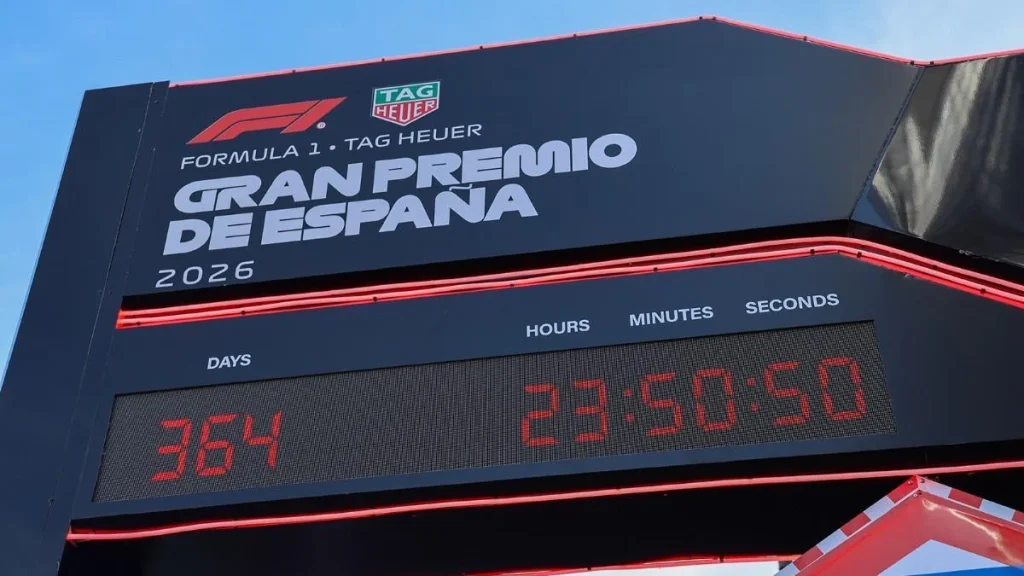 TAG
HEUER
FORMULA 1 • TAG HEUER
GRAN PREMIO
DE ESPAÑA
2026
DAYS HOURS MINUTES SECONDS
364 23:50:50